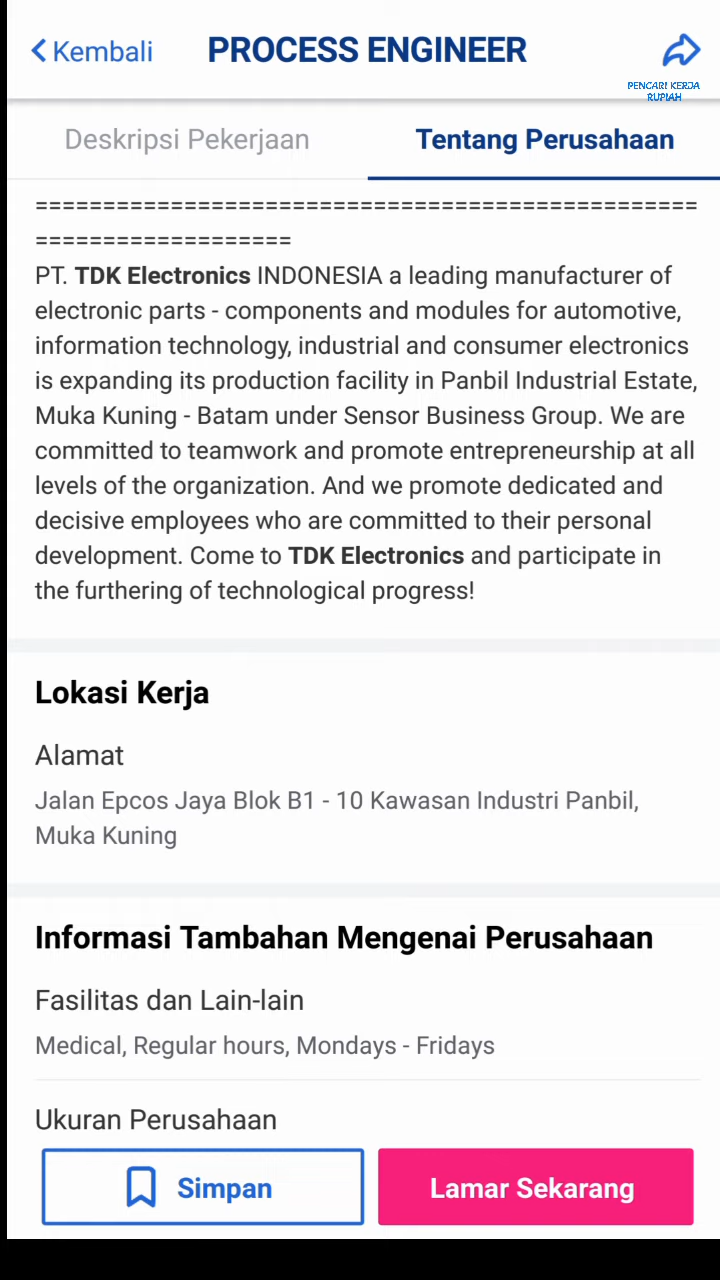 Kembali
PROCESS ENGINEER
PENCARI KERJA
RUPIAH
Deskripsi Pekerjaan
Tentang Perusahaan
=================================================
===================
PT. TDK Electronics INDONESIA a leading manufacturer of
electronic parts - components and modules for automotive,
information technology, industrial and consumer electronics
is expanding its production facility in Panbil Industrial Estate,
Muka Kuning - Batam under Sensor Business Group. We are
committed to teamwork and promote entrepreneurship at all
levels of the organization. And we promote dedicated and
decisive employees who are committed to their personal
development. Come to TDK Electronics and participate in
the furthering of technological progress!
Lokasi Kerja
Alamat
Jalan Epcos Jaya Blok B1 - 10 Kawasan Industri Panbil,
Muka Kuning
Informasi Tambahan Mengenai Perusahaan
Fasilitas dan Lain-lain
Medical, Regular hours, Mondays - Fridays
Ukuran Perusahaan
Simpan
Lamar Sekarang